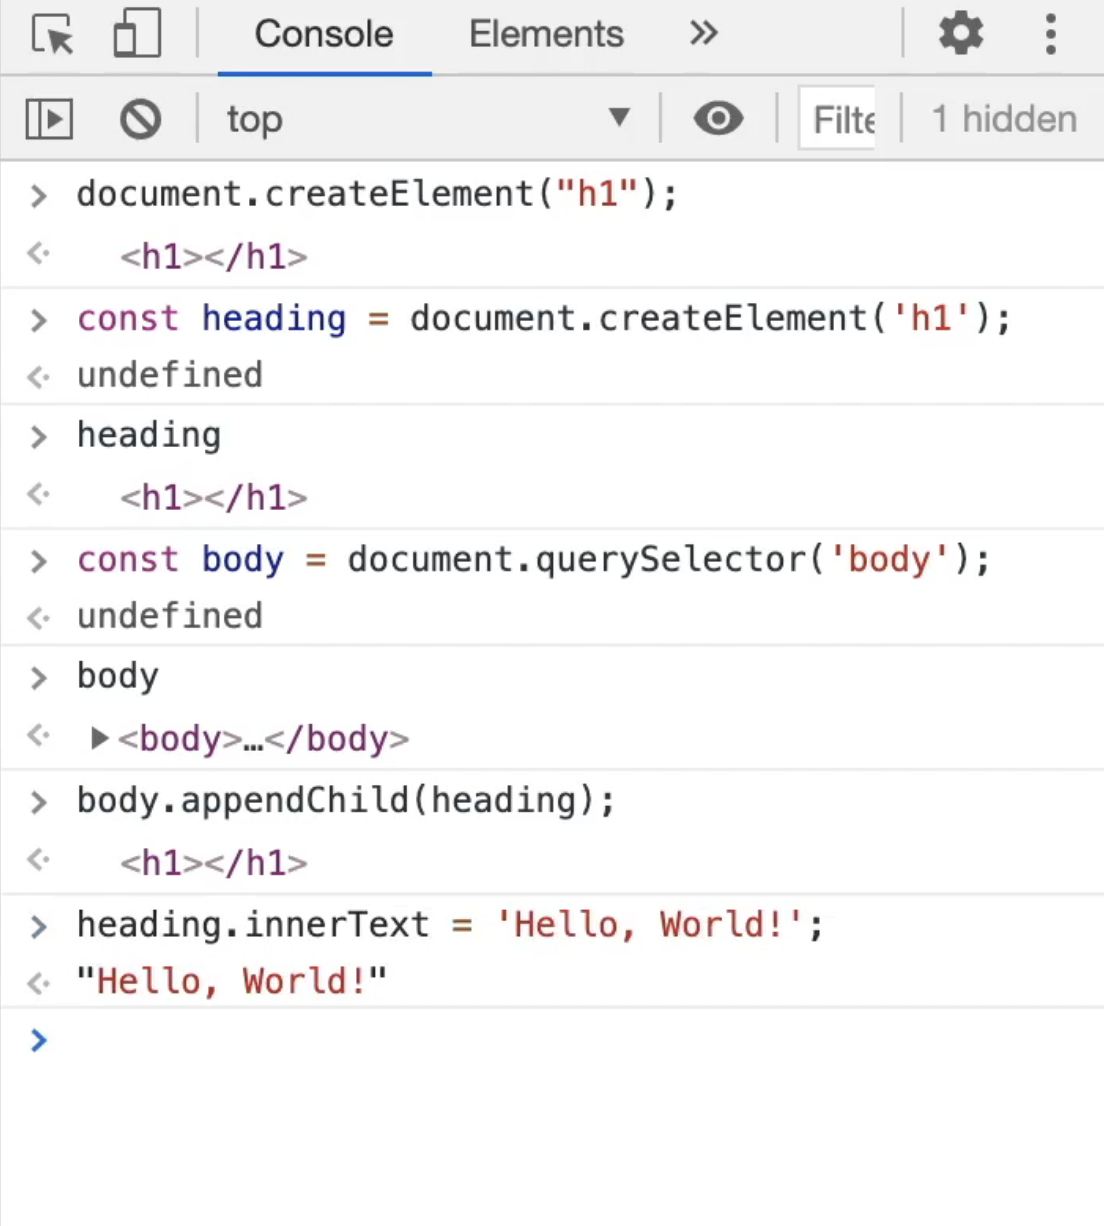 Console Elements
top Filte 1 hidden
document.createElement("h1");
<h1></h1>
const heading = document.createElement('h1');
undefined
heading
<h1></h1>
const body = document.querySelector('body');
undefined
body
<body>…</body>
body.appendChild(heading);
<h1></h1>
heading.innerText = 'Hello, World!';
"Hello, World!"